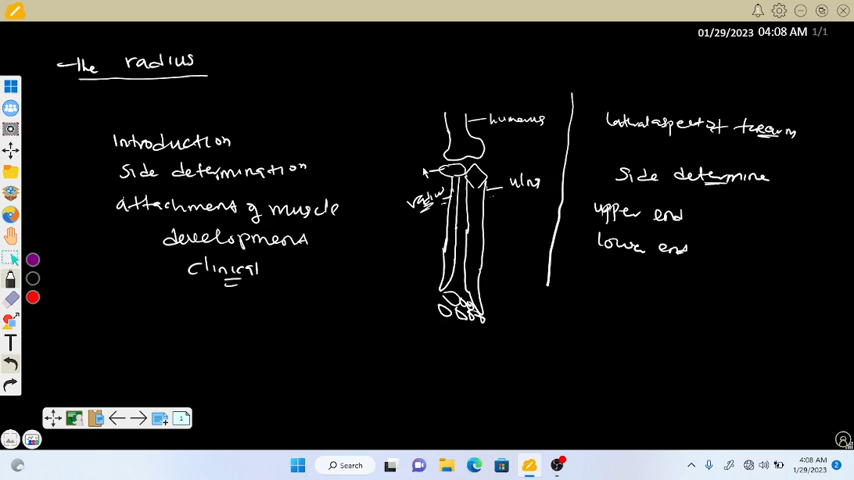 01/29/2023 04:08 AM 1/1
The radius
Introduction
Side determination
attachment of muscle
development
clinical
humerus
ulna
radius
lateral aspect of forearm
Side determine
upper end
lower end
T
1
Search
4:08 AM
1/29/2023
2